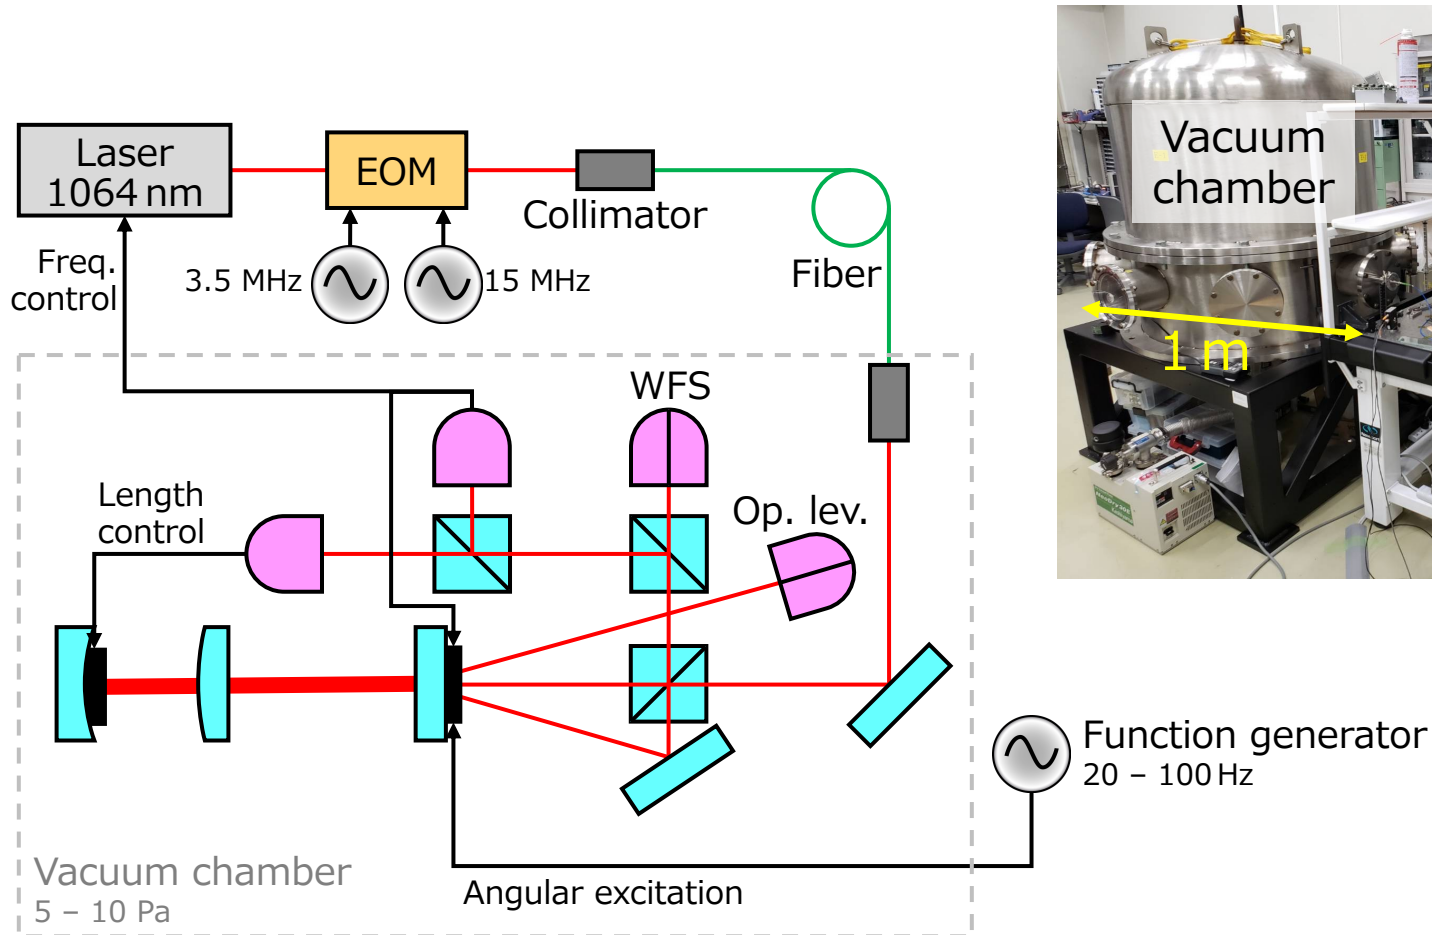 Laser
1064 nm
EOM
Collimator
Fiber
Freq.
control
3.5 MHz
15 MHz
Vacuum
chamber
1 m
WFS
Length
control
Op. lev.
Function generator
20 – 100 Hz
Angular excitation
Vacuum chamber
5 – 10 Pa